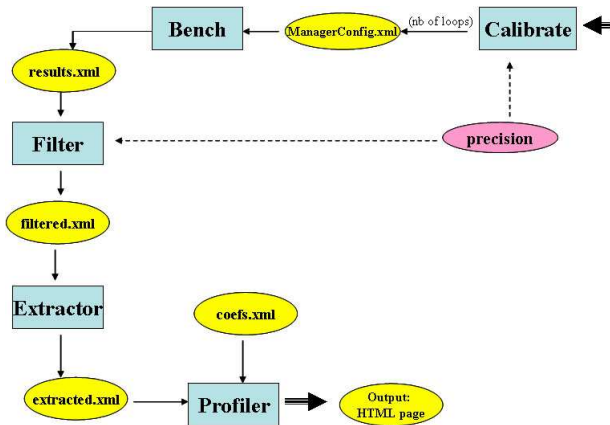 Bench
ManagerConfig.xml
(nb of loops)
Calibrate
results.xml
Filter
precision
filtered.xml
Extractor
coefs.xml
extracted.xml
Profiler
Output:
HTML page